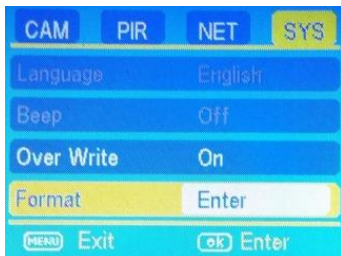 CAM PIR NET SYS
Language English
Beep Off
Over Write On
Format Enter
MENU Exit ok Enter